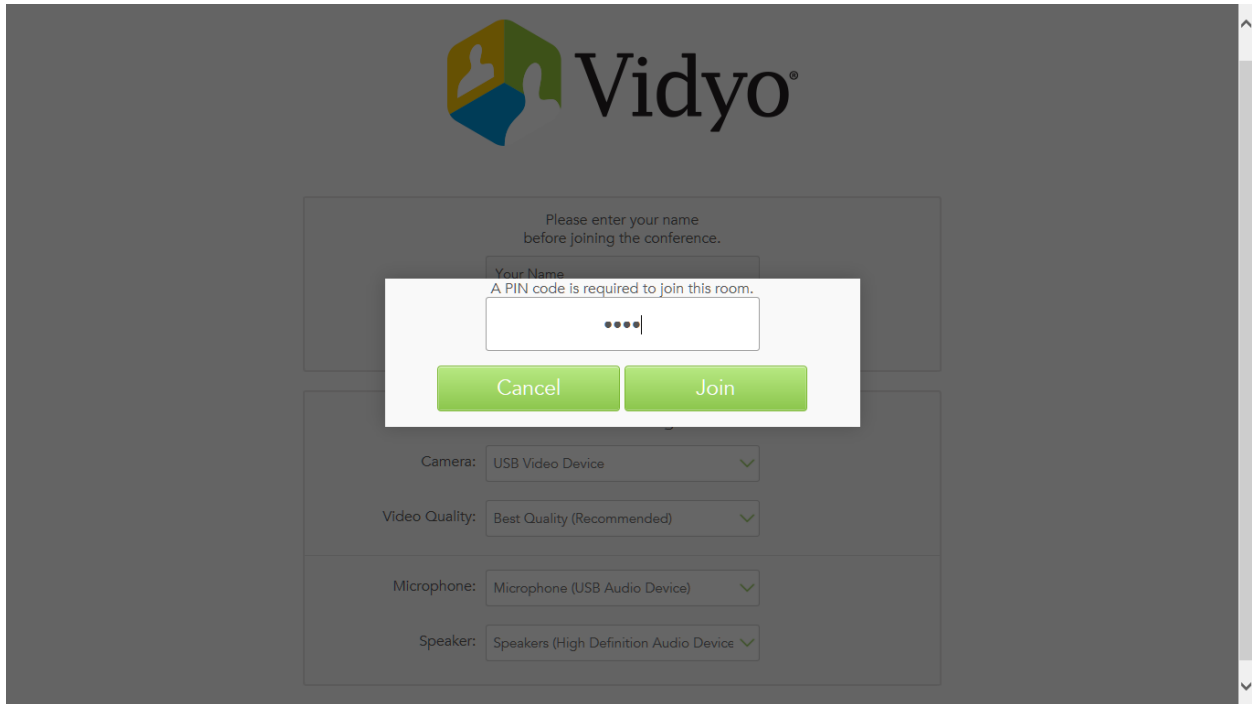 Vidyo®
Please enter your name
before joining the conference.
Your Name
A PIN code is required to join this room.
••••
Cancel
Join
Camera:
USB Video Device
Video Quality:
Best Quality (Recommended)
Microphone:
Microphone (USB Audio Device)
Speaker:
Speakers (High Definition Audio Device